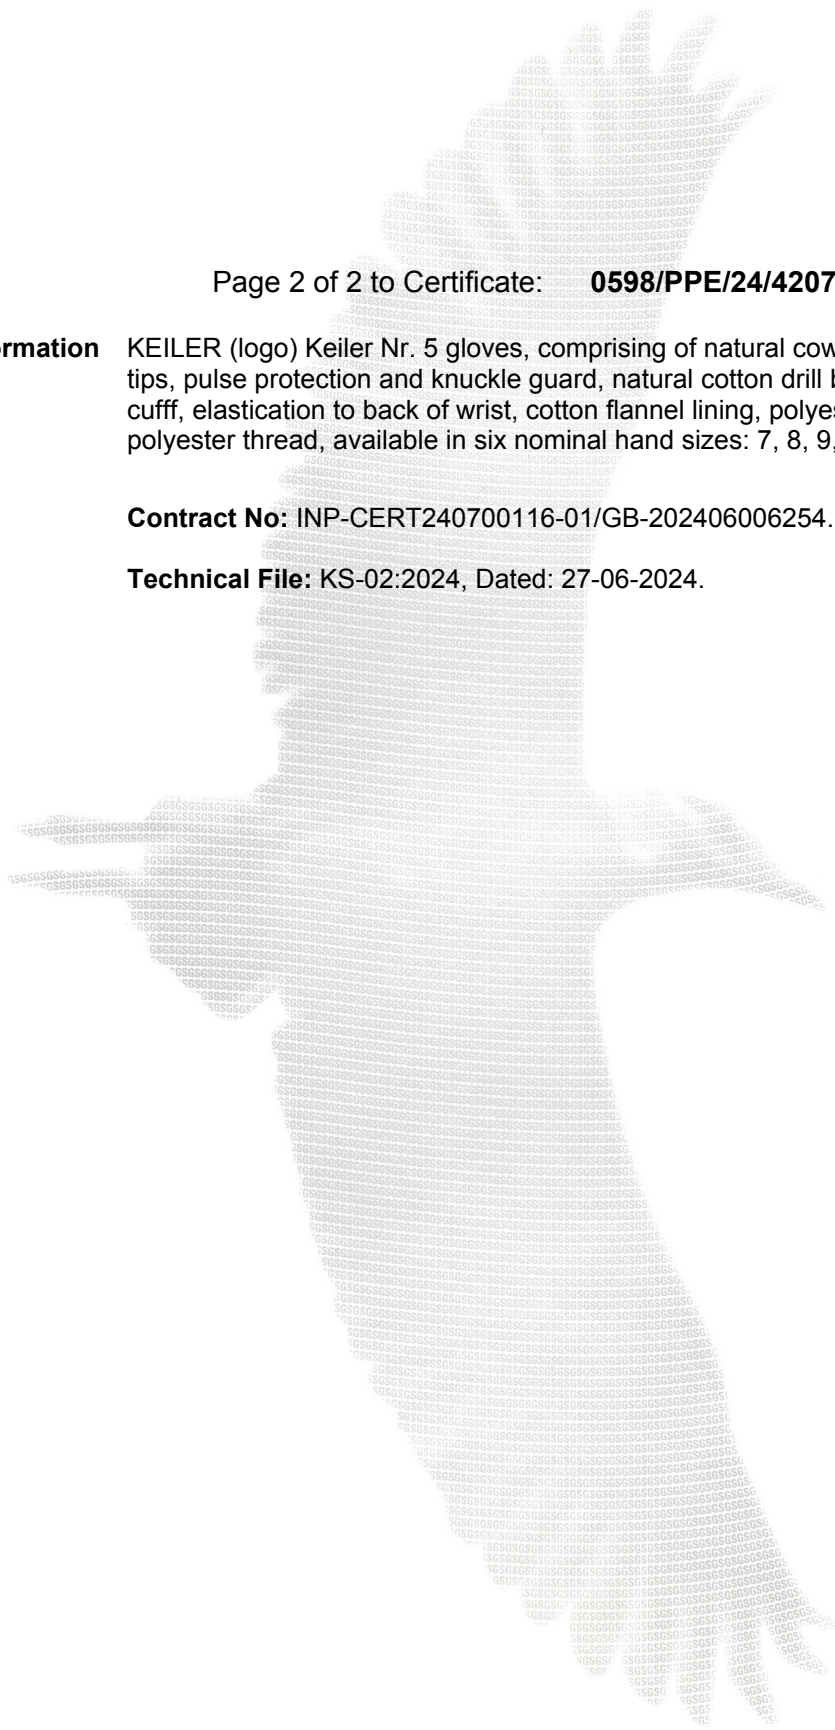 Page 2 of 2 to Certificate: 0598/PPE/24/4207
ormation KEILER (logo) Keiler Nr. 5 gloves, comprising of natural cow
tips, pulse protection and knuckle guard, natural cotton drill b
cufff, elastication to back of wrist, cotton flannel lining, polyes
polyester thread, available in six nominal hand sizes: 7, 8, 9,
Contract No: INP-CERT240700116-01/GB-202406006254.
Technical File: KS-02:2024, Dated: 27-06-2024.